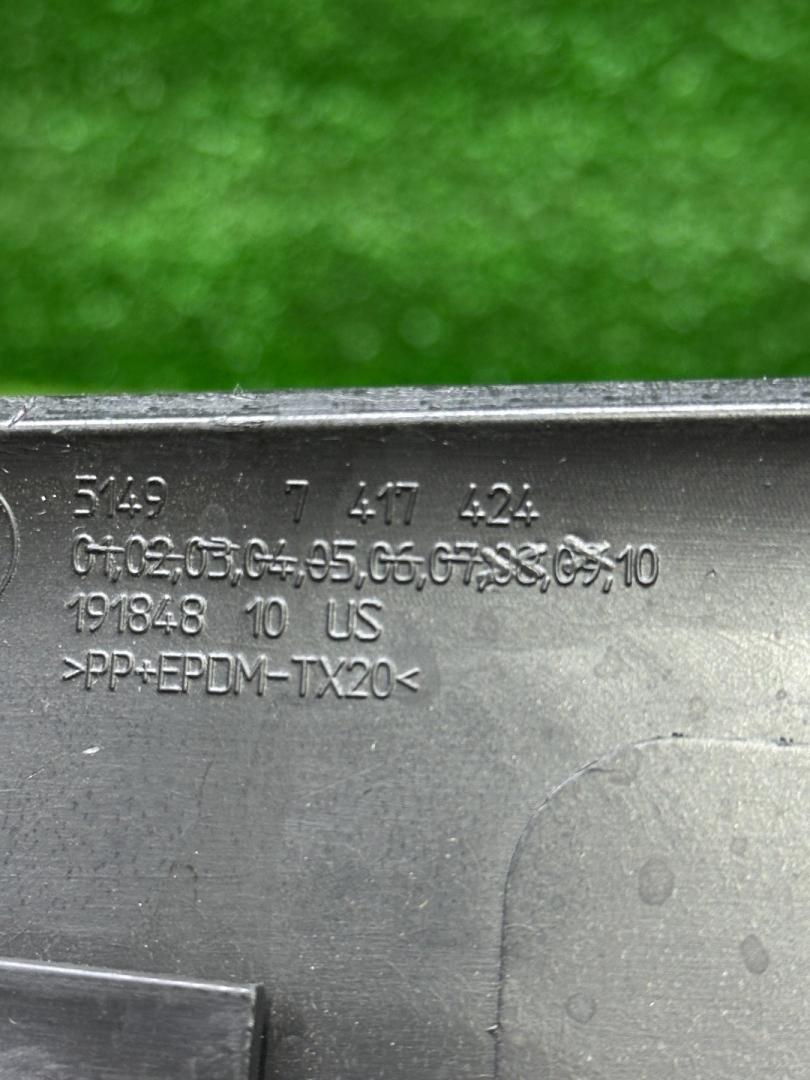 5149 7 417 424
01,02,03,04,05,06,07,08,09,10
191848 10 US
>PP+EPDM-TX20<